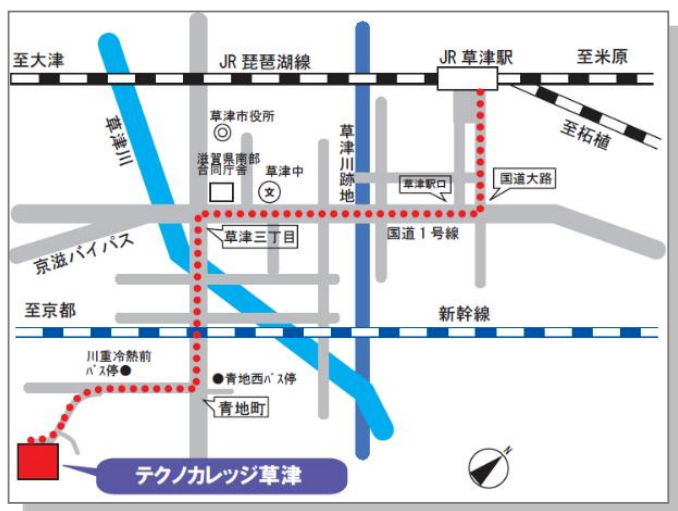 至大津
JR 琵琶湖線
JR 草津駅
至米原
草津市役所
草津川
草津川跡地
至柘植
滋賀県南部
合同庁舎
草津中
文
草津駅口
国道大路
草津三丁目
国道1号線
京滋バイパス
至京都
新幹線
川重冷熱前
バス停●
●青地西バス停
青地町
テクノカレッジ草津
N